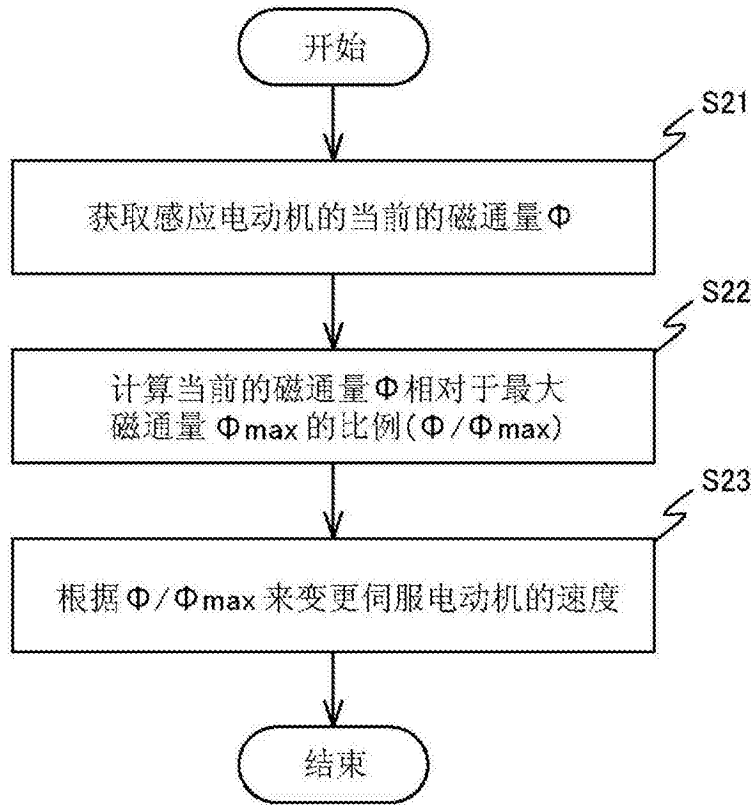 开始
S21
获取感应电动机的当前的磁通量Φ
S22
计算当前的磁通量Φ相对于最大
磁通量Φmax的比例(Φ/Φmax)
S23
根据Φ/Φmax来变更伺服电动机的速度
结束